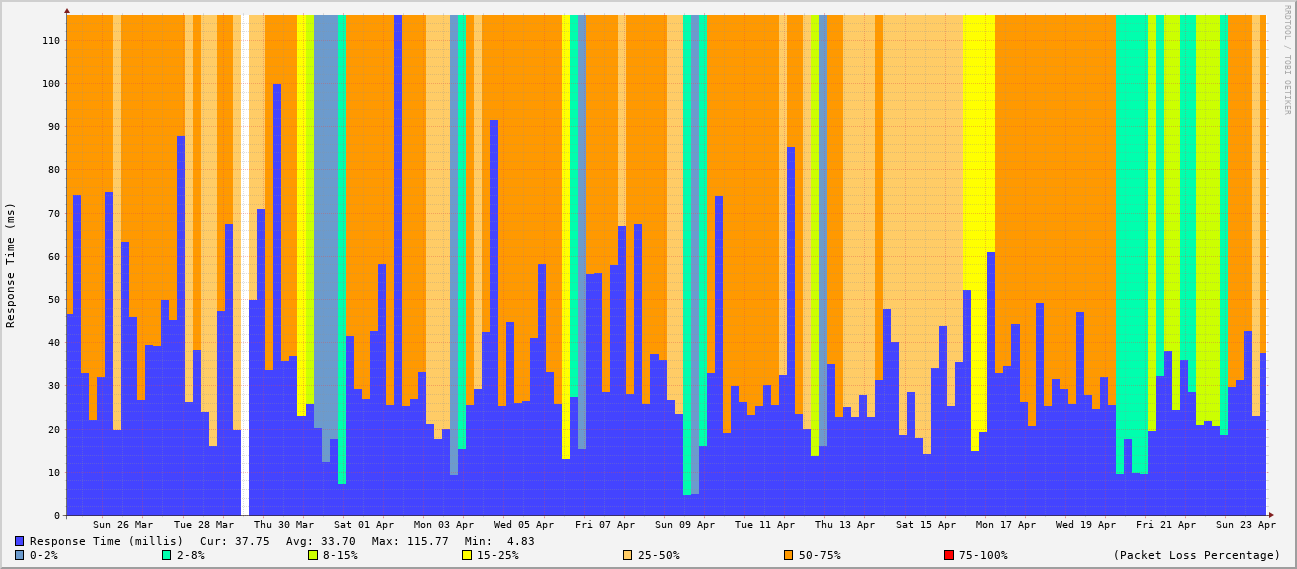 RRDTOOL / TOBI OETIKER
Response Time (ms)
110
100
90
80
70
60
50
40
30
20
10
0
Sun 26 Mar Tue 28 Mar Thu 30 Mar Sat 01 Apr Mon 03 Apr Wed 05 Apr Fri 07 Apr Sun 09 Apr Tue 11 Apr Thu 13 Apr Sat 15 Apr Mon 17 Apr Wed 19 Apr Fri 21 Apr Sun 23 Apr
Response Time (millis) Cur: 37.75 Avg: 33.70 Max: 115.77 Min: 4.83
0-2% 2-8% 8-15% 15-25% 25-50% 50-75% 75-100% (Packet Loss Percentage)